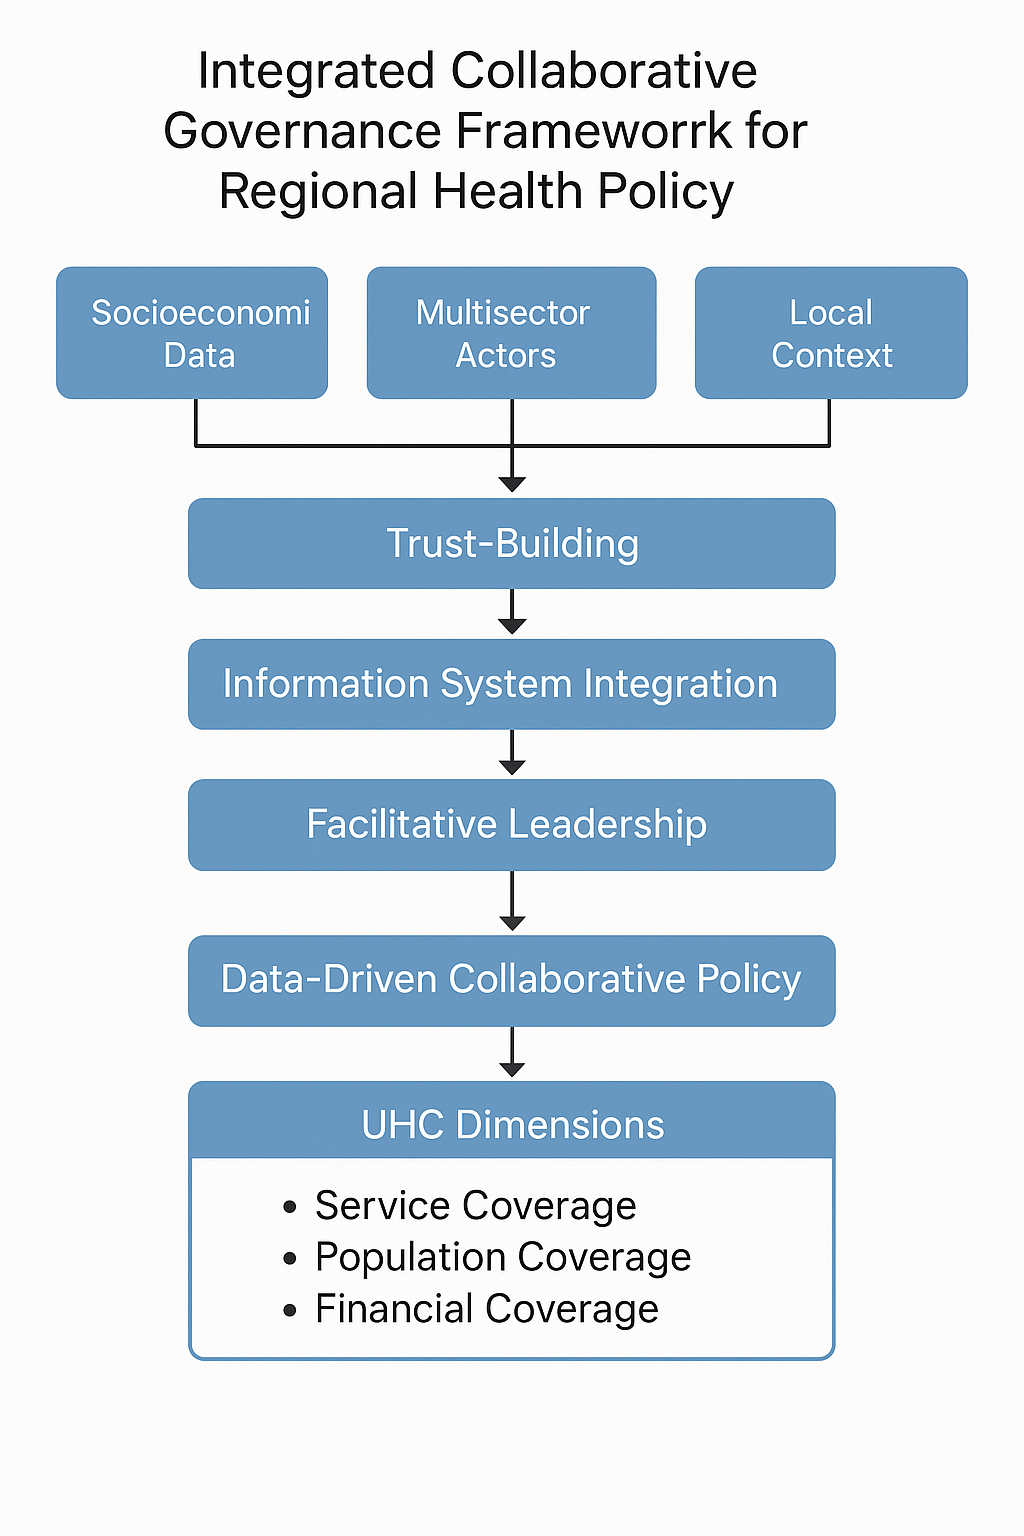 Integrated Collaborative
Governance Frameworrk for
Regional Health Policy
Socioeconomi
Data
Multisector
Actors
Local
Context
Trust-Building
Information System Integration
Facilitative Leadership
Data-Driven Collaborative Policy
UHC Dimensions
• Service Coverage
• Population Coverage
• Financial Coverage